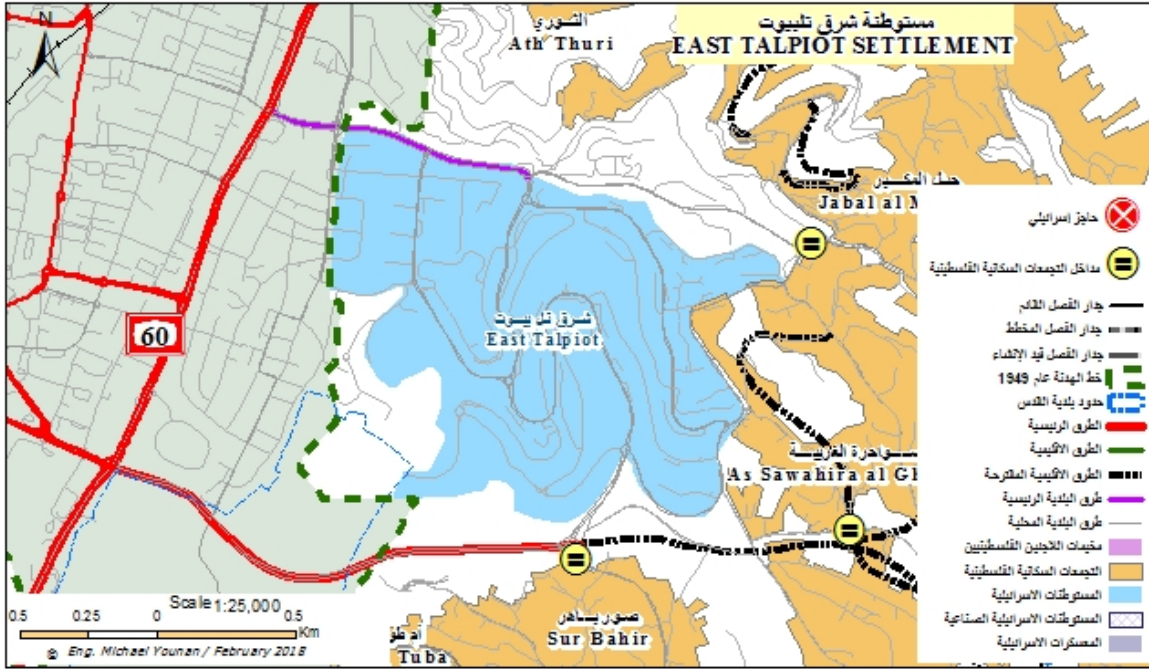 N
الثوري
Ath Thuri
مستوطنة شرق تلبيوت
EAST TALPIOT SETTLEMENT
جبل المكبر
Jabal al M
60
شرق تل بيوت
East Talpiot
سواحرة الغربية
As Sawahira al Gh
صور باهر
Sur Bahir
Tuba
حاجز إسرائيلي
مداخل التجمعات السكانية الفلسطينية
جدار الفصل القائم
جدار الفصل المخطط
جدار الفصل قيد الإنشاء
خط الهدنة عام 1949
حدود بلدية القدس
الطرق الرئيسية
الطرق الاقليمية
الطرق الاقليمية المقترحة
طرق البلدية الرئيسية
طرق البلدية المحلية
مخيمات اللاجئين الفلسطينيين
التجمعات السكانية الفلسطينية
المستوطنات الاسرائيلية
المستوطنات الاسرائيلية الصناعية
المعسكرات الاسرائيلية
Scale 1:25,000
0.5 0.25 0 0.5
Km
© Eng. Michael Younan / February 2018